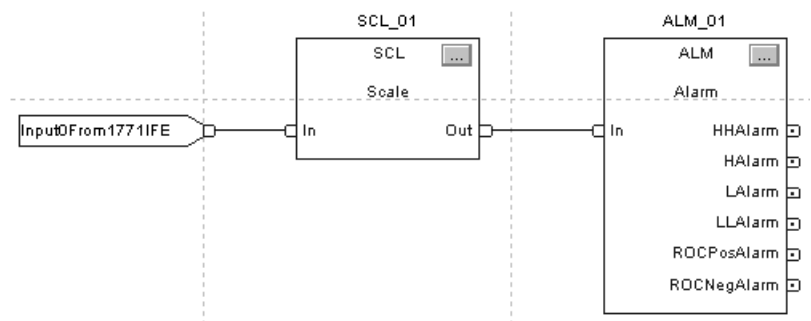 SCL_01
SCL
...
Scale
In
Out
Input0From1771IFE
ALM_01
ALM
...
Alarm
In
HHAlarm
HAlarm
LAlarm
LLAlarm
ROCPosAlarm
ROCNegAlarm